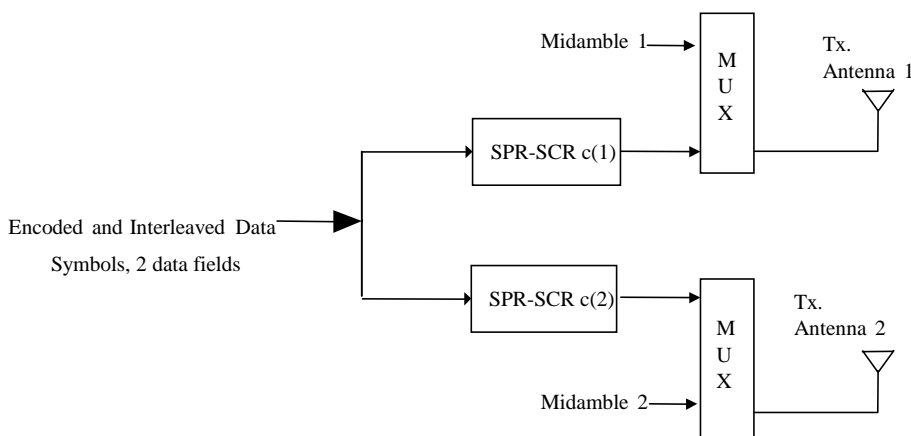 Midamble 1
M
U
X
Tx.
Antenna 1
SPR-SCR c(1)
Encoded and Interleaved Data
Symbols, 2 data fields
SPR-SCR c(2)
M
U
X
Tx.
Antenna 2
Midamble 2